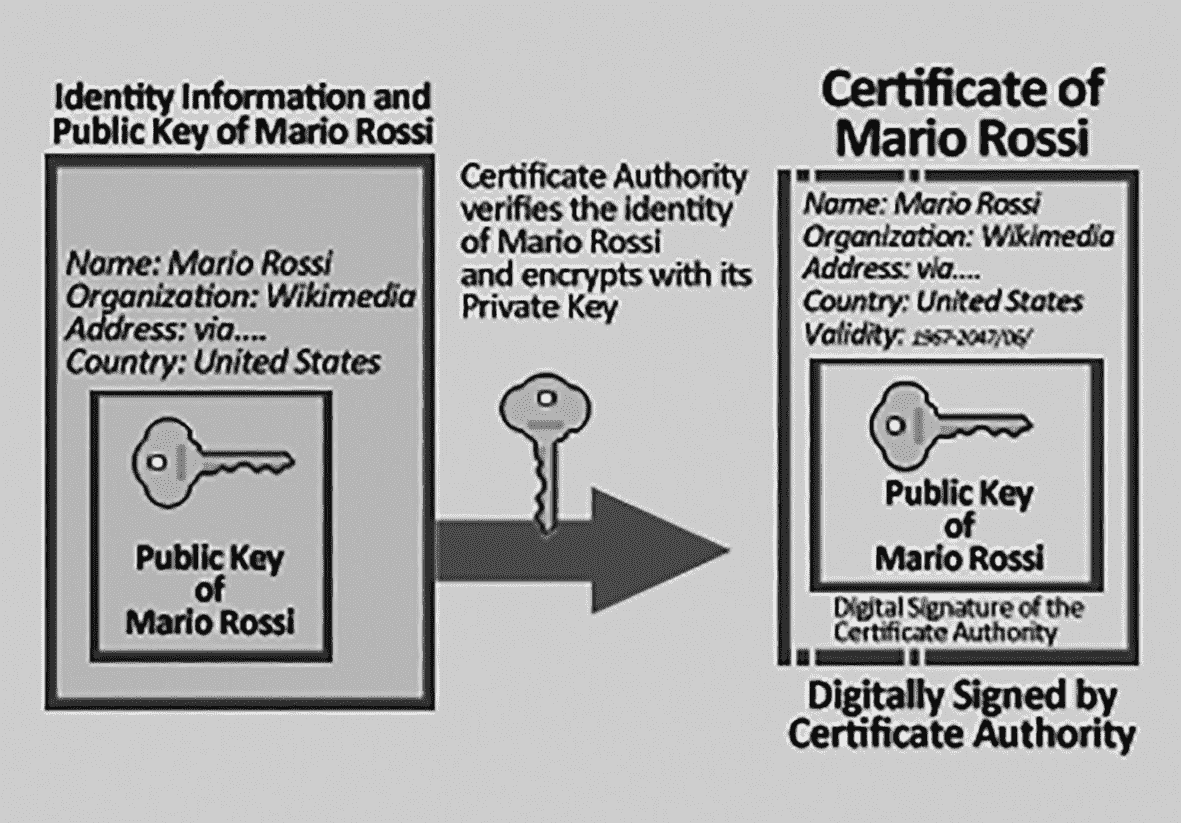 Identity Information and
Public Key of Mario Rossi
Name: Mario Rossi
Organization: Wikimedia
Address: via....
Country: United States
Public Key
of
Mario Rossi
Certificate Authority
verifies the identity
of Mario Rossi
and encrypts with its
Private Key
Certificate of
Mario Rossi
Name: Mario Rossi
Organization: Wikimedia
Address: via....
Country: United States
Validity:
Public Key
of
Mario Rossi
Digital Signature of the
Certificate Authority
Digitally Signed by
Certificate Authority